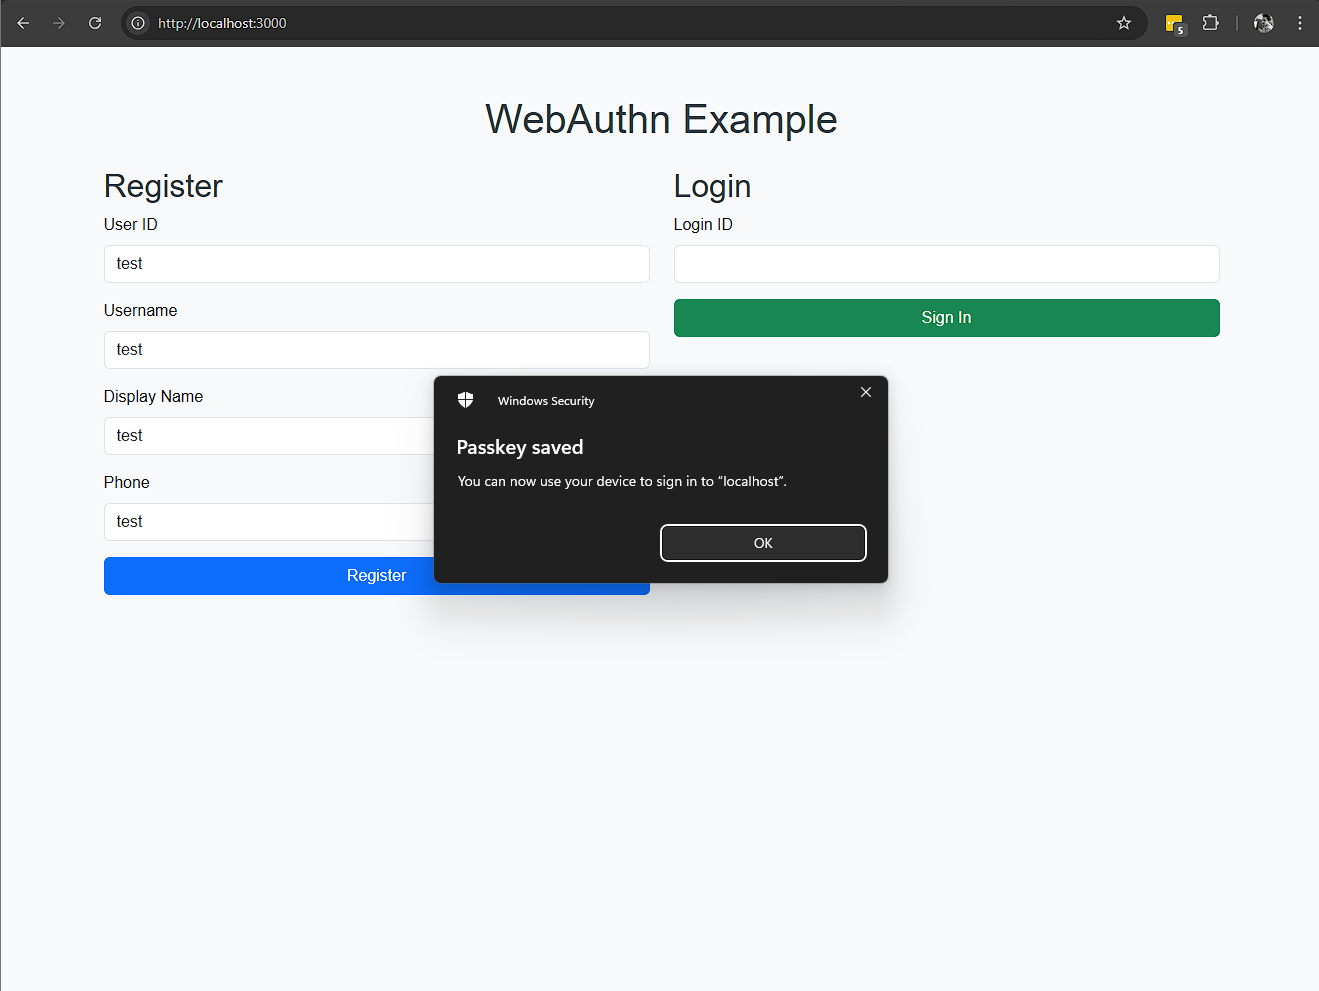 http://localhost:3000
5
WebAuthn Example
Register
User ID
test
Username
test
Display Name
test
Phone
test
Register
Login
Login ID
Sign In
Windows Security
Passkey saved
You can now use your device to sign in to “localhost”.
OK